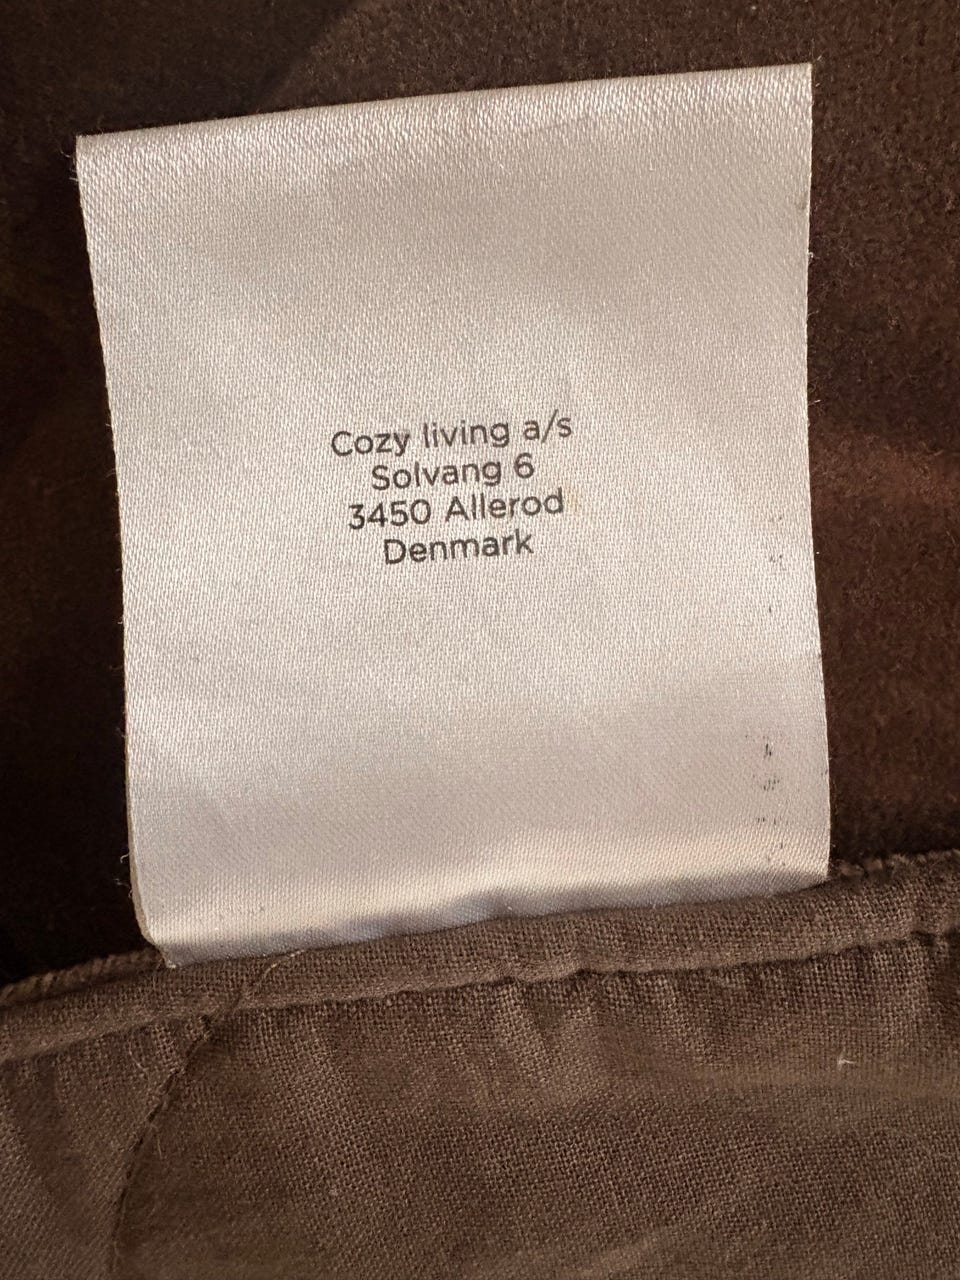 Cozy living a/s
Solvang 6
3450 Allerod
Denmark